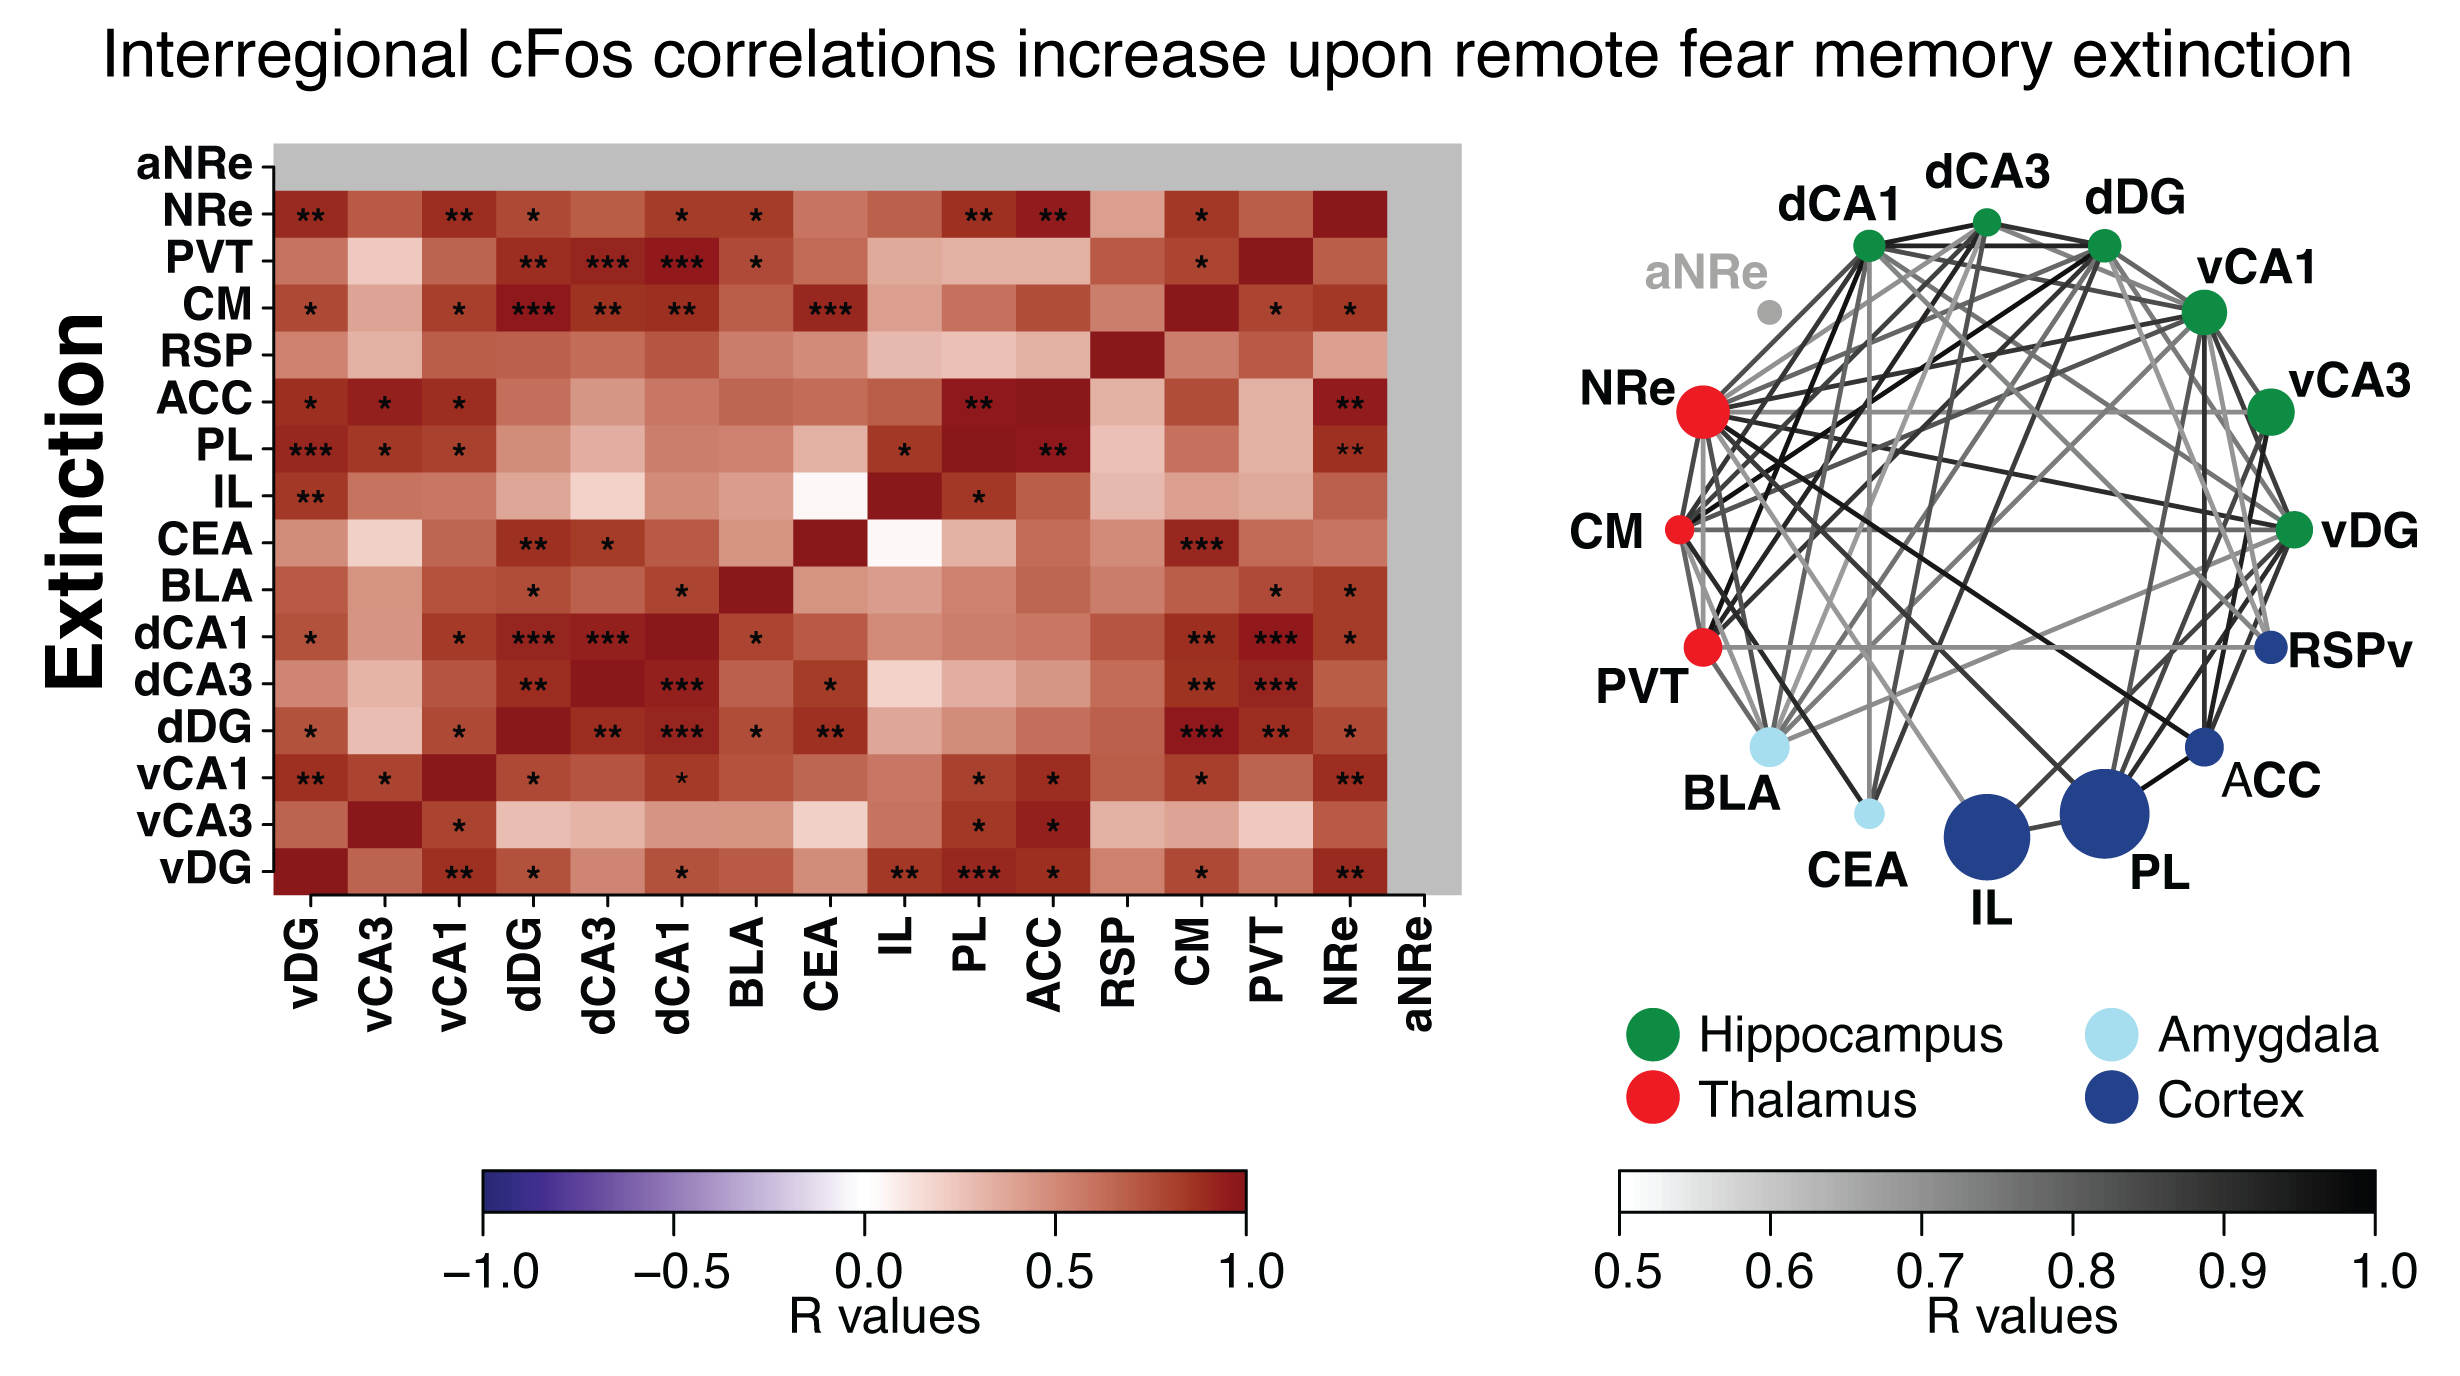 Interregional cFos correlations increase upon remote fear memory extinction
Extinction
aNRe
NRe ** ** * * * ** ** *
PVT ** *** *** * *
CM * * *** ** ** *** * *
RSP
ACC * * * ** **
PL *** * * * ** **
IL ** *
CEA ** * ***
BLA * * * *
dCA1 * * *** *** * ** *** *
dCA3 ** *** * ** ***
dDG * * ** *** * ** *** ** *
vCA1 ** * * * * * * **
vCA3 * * *
vDG ** * * ** *** * * **
vDG vCA3 vCA1 dDG dCA3 dCA1 BLA CEA IL PL ACC RSP CM PVT NRe aNRe
−1.0 −0.5 0.0 0.5 1.0
R values
dCA3
dCA1
dDG
aNRe
vCA1
NRe
vCA3
CM
vDG
PVT
RSPv
BLA
ACC
CEA
PL
IL
Hippocampus
Amygdala
Thalamus
Cortex
0.5 0.6 0.7 0.8 0.9 1.0
R values